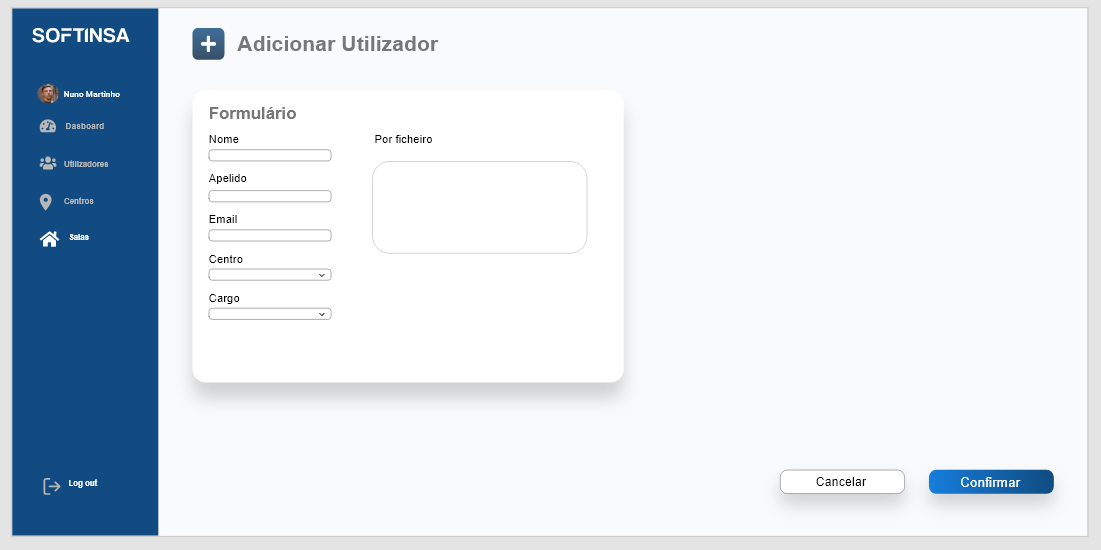 SOFTINSA
Nuno Martinho
Dasboard
Utilizadores
Centros
Salas
Log out
Adicionar Utilizador
Formulário
Nome
Apelido
Email
Centro
Cargo
Por ficheiro
Cancelar
Confirmar